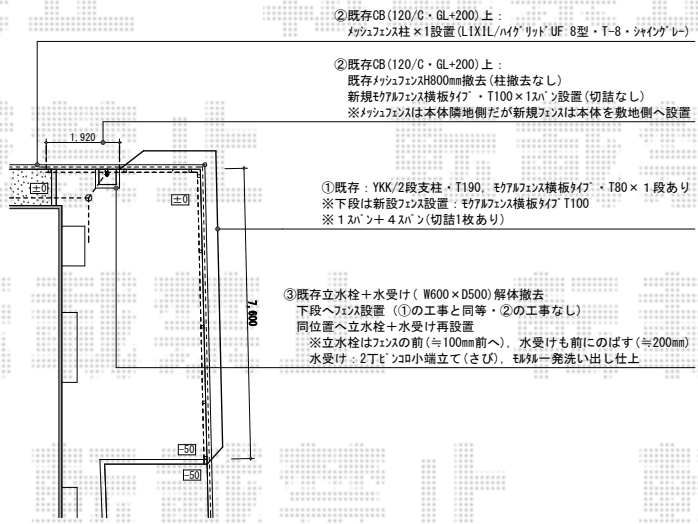 ②既存CB(120/C・GL+200)上：
ﾒｯｼｭﾌｪﾝｽ柱×1設置(LIXIL/ﾊｲｸﾞﾘｯﾄﾞUF 8型・T-8・ｼｬｲﾝｸﾞﾚｰ)
②既存CB(120/C・GL+200)上：
既存ﾒｯｼｭﾌｪﾝｽH800mm撤去(柱撤去なし)
新規ﾓｸｱﾙﾌｪﾝｽ横板ﾀｲﾌﾟ・T100×1ｽﾊﾟﾝ設置(切詰なし)
※ﾒｯｼｭﾌｪﾝｽは本体隣地側だが新規ﾌｪﾝｽは本体を敷地側へ設置
1,920
±0
±0
①既存：YKK/2段支柱・T190，ﾓｸｱﾙﾌｪﾝｽ横板ﾀｲﾌﾟ・T80×１段あり
※下段は新設ﾌｪﾝｽ設置：ﾓｸｱﾙﾌｪﾝｽ横板ﾀｲﾌﾟT100
※１ｽﾊﾟﾝ＋４ｽﾊﾟﾝ(切詰1枚あり)
7,600
③既存立水栓＋水受け( W600×D500)解体撤去
下段へﾌｪﾝｽ設置（①の工事と同等・②の工事なし）
同位置へ立水栓＋水受け再設置
※立水栓はﾌｪﾝｽの前(≒100mm前へ)，水受けも前にのばす(≒200mm)
水受け：2丁ﾋﾟﾝｺﾛ小端立て(さび)，ﾓﾙﾀﾙ一発洗い出し仕上
-50
-50